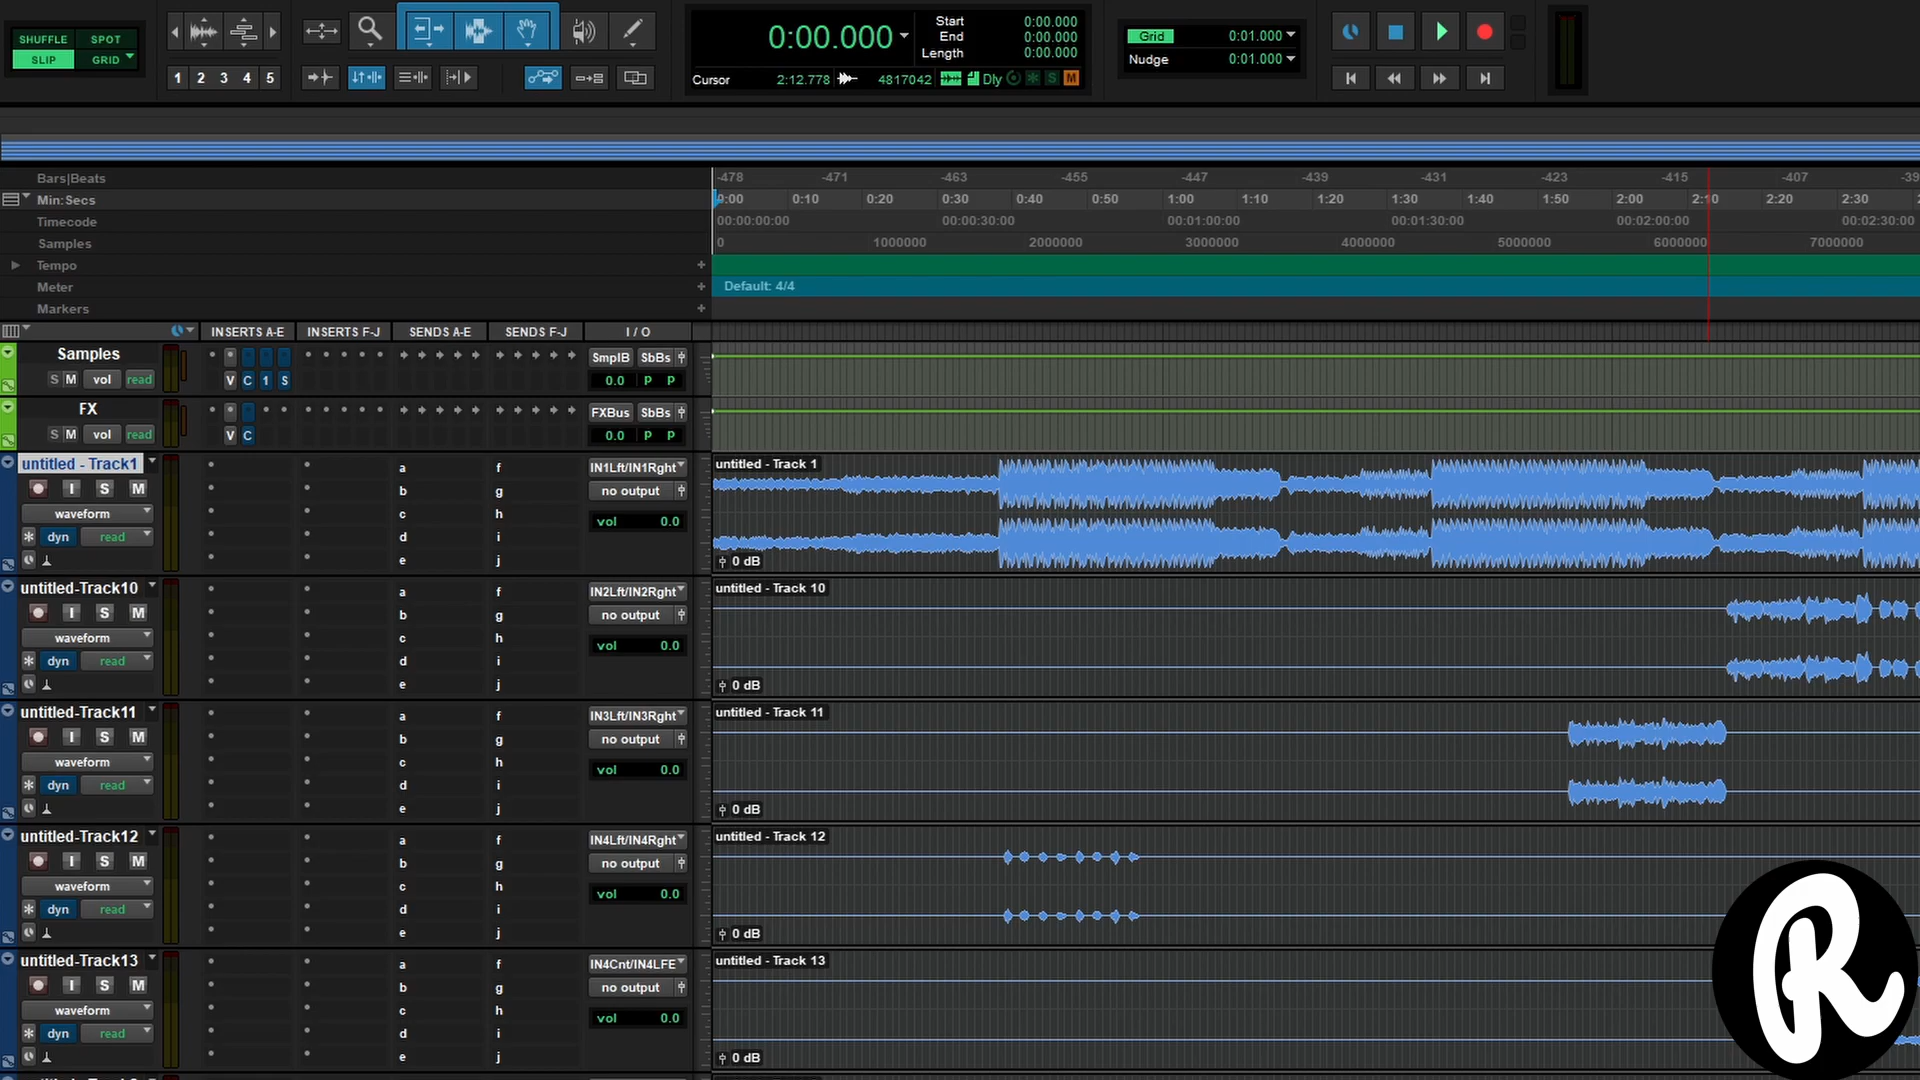 SHUFFLE SPOT
SLIP GRID
1 2 3 4 5
0:00.000
Start 0:00.000
End 0:00.000
Length 0:00.000
Cursor 2:12.778 4817042 Dly S M
Grid 0:01.000
Nudge 0:01.000
Bars|Beats -478 -471 -463 -455 -447 -439 -431 -423 -415 -407 -39
Min:Secs 0:00 0:10 0:20 0:30 0:40 0:50 1:00 1:10 1:20 1:30 1:40 1:50 2:00 2:10 2:20 2:30
Timecode 00:00:00:00 00:00:30:00 00:01:00:00 00:01:30:00 00:02:00:00 00:02:30:00
Samples 0 1000000 2000000 3000000 4000000 5000000 6000000 7000000
Tempo +
Meter + Default: 4/4
Markers +
INSERTS A-E INSERTS F-J SENDS A-E SENDS F-J I / O
Samples SmplB SbBs
S M vol read V C 1 S 0.0 P P
FX FXBus SbBs
S M vol read V C 0.0 P P
untitled - Track1 a f IN1Lft/IN1Rght untitled - Track 1
I S M b g no output
waveform c h vol 0.0
dyn read d i
e j 0 dB
untitled-Track10 a f IN2Lft/IN2Rght untitled - Track 10
I S M b g no output
waveform c h vol 0.0
dyn read d i
e j 0 dB
untitled-Track11 a f IN3Lft/IN3Rght untitled - Track 11
I S M b g no output
waveform c h vol 0.0
dyn read d i
e j 0 dB
untitled-Track12 a f IN4Lft/IN4Rght untitled - Track 12
I S M b g no output
waveform c h vol 0.0
dyn read d i
e j 0 dB
untitled-Track13 a f IN4Cnt/IN4LFE untitled - Track 13
I S M b g no output
waveform c h vol 0.0
dyn read d i
e j 0 dB
R